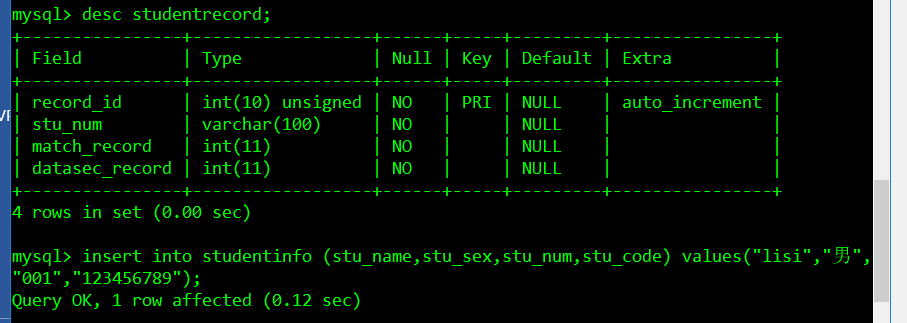 mysql> desc studentrecord;
+----------------+------------------+------+-----+---------+----------------+
| Field          | Type             | Null | Key | Default | Extra          |
+----------------+------------------+------+-----+---------+----------------+
| record_id      | int(10) unsigned | NO   | PRI | NULL    | auto_increment |
| stu_num        | varchar(100)     | NO   |     | NULL    |                |
| match_record   | int(11)          | NO   |     | NULL    |                |
| datasec_record | int(11)          | NO   |     | NULL    |                |
+----------------+------------------+------+-----+---------+----------------+
4 rows in set (0.00 sec)
mysql> insert into studentinfo (stu_name,stu_sex,stu_num,stu_code) values("lisi","男",
"001","123456789");
Query OK, 1 row affected (0.12 sec)